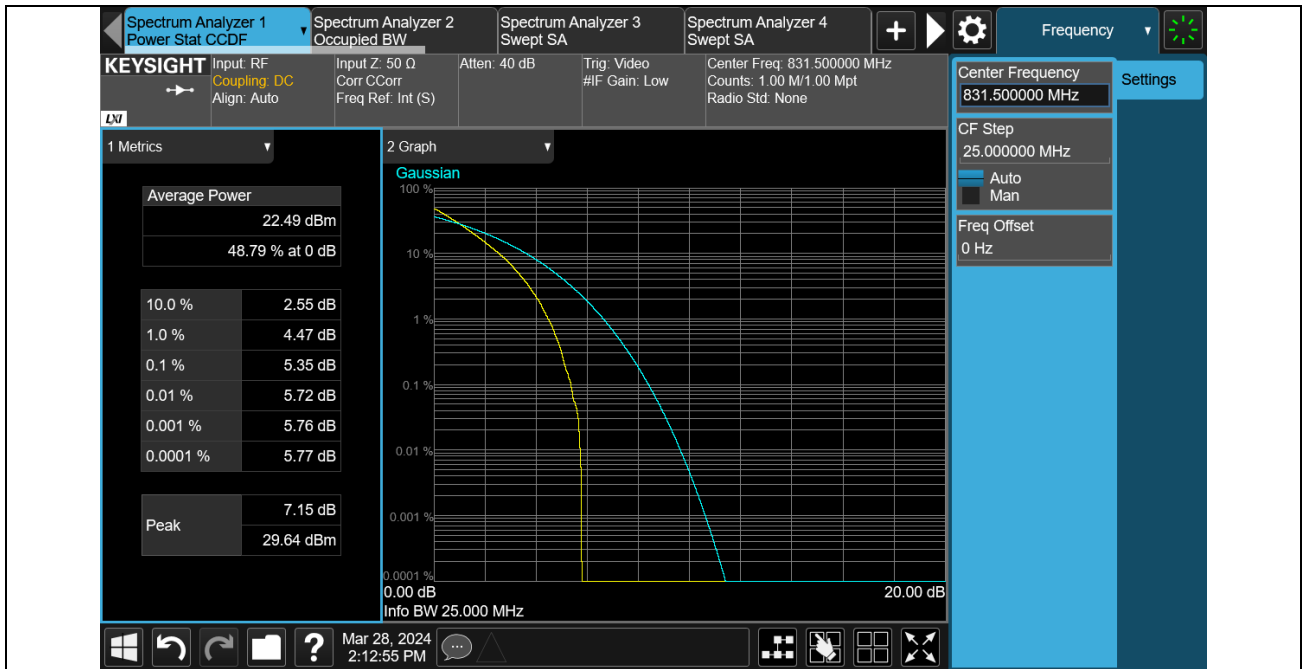 Spectrum Analyzer 1
Power Stat CCDF
Spectrum Analyzer 2
Occupied BW
Spectrum Analyzer 3
Swept SA
Spectrum Analyzer 4
Swept SA
+
Frequency
KEYSIGHT
LXI
Input: RF
Coupling: DC
Align: Auto
Input Z: 50 Ω
Corr CCorr
Freq Ref: Int (S)
Atten: 40 dB
Trig: Video
#IF Gain: Low
Center Freq: 831.500000 MHz
Counts: 1.00 M/1.00 Mpt
Radio Std: None
Center Frequency
831.500000 MHz
Settings
CF Step
25.000000 MHz
Auto
Man
Freq Offset
0 Hz
1 Metrics
Average Power
22.49 dBm
48.79 % at 0 dB
10.0 % 2.55 dB
1.0 % 4.47 dB
0.1 % 5.35 dB
0.01 % 5.72 dB
0.001 % 5.76 dB
0.0001 % 5.77 dB
Peak
7.15 dB
29.64 dBm
2 Graph
Gaussian
100 %
10 %
1 %
0.1 %
0.01 %
0.001 %
0.0001 %
0.00 dB 20.00 dB
Info BW 25.000 MHz
?
Mar 28, 2024
2:12:55 PM